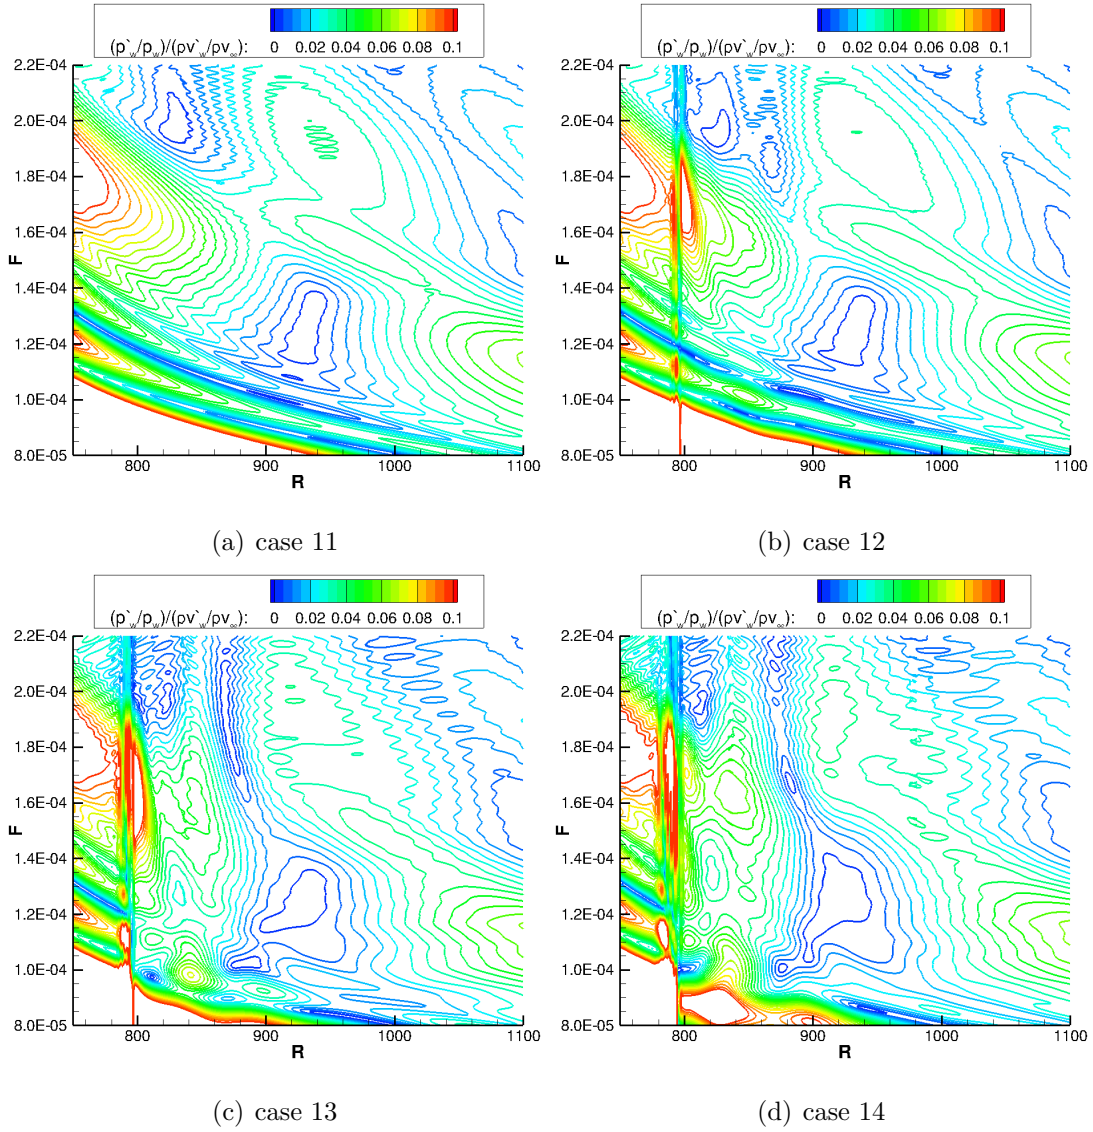 (p`w/pw)/(ρv`w/ρv∞): 0 0.02 0.04 0.06 0.08 0.1
2.2E-04
2.0E-04
1.8E-04
1.6E-04
F
1.4E-04
1.2E-04
1.0E-04
8.0E-05
800 900 1000 1100
R
(a) case 11
(p`w/pw)/(ρv`w/ρv∞): 0 0.02 0.04 0.06 0.08 0.1
2.2E-04
2.0E-04
1.8E-04
1.6E-04
F
1.4E-04
1.2E-04
1.0E-04
8.0E-05
800 900 1000 1100
R
(b) case 12
(p`w/pw)/(ρv`w/ρv∞): 0 0.02 0.04 0.06 0.08 0.1
2.2E-04
2.0E-04
1.8E-04
1.6E-04
F
1.4E-04
1.2E-04
1.0E-04
8.0E-05
800 900 1000 1100
R
(c) case 13
(p`w/pw)/(ρv`w/ρv∞): 0 0.02 0.04 0.06 0.08 0.1
2.2E-04
2.0E-04
1.8E-04
1.6E-04
F
1.4E-04
1.2E-04
1.0E-04
8.0E-05
800 900 1000 1100
R
(d) case 14